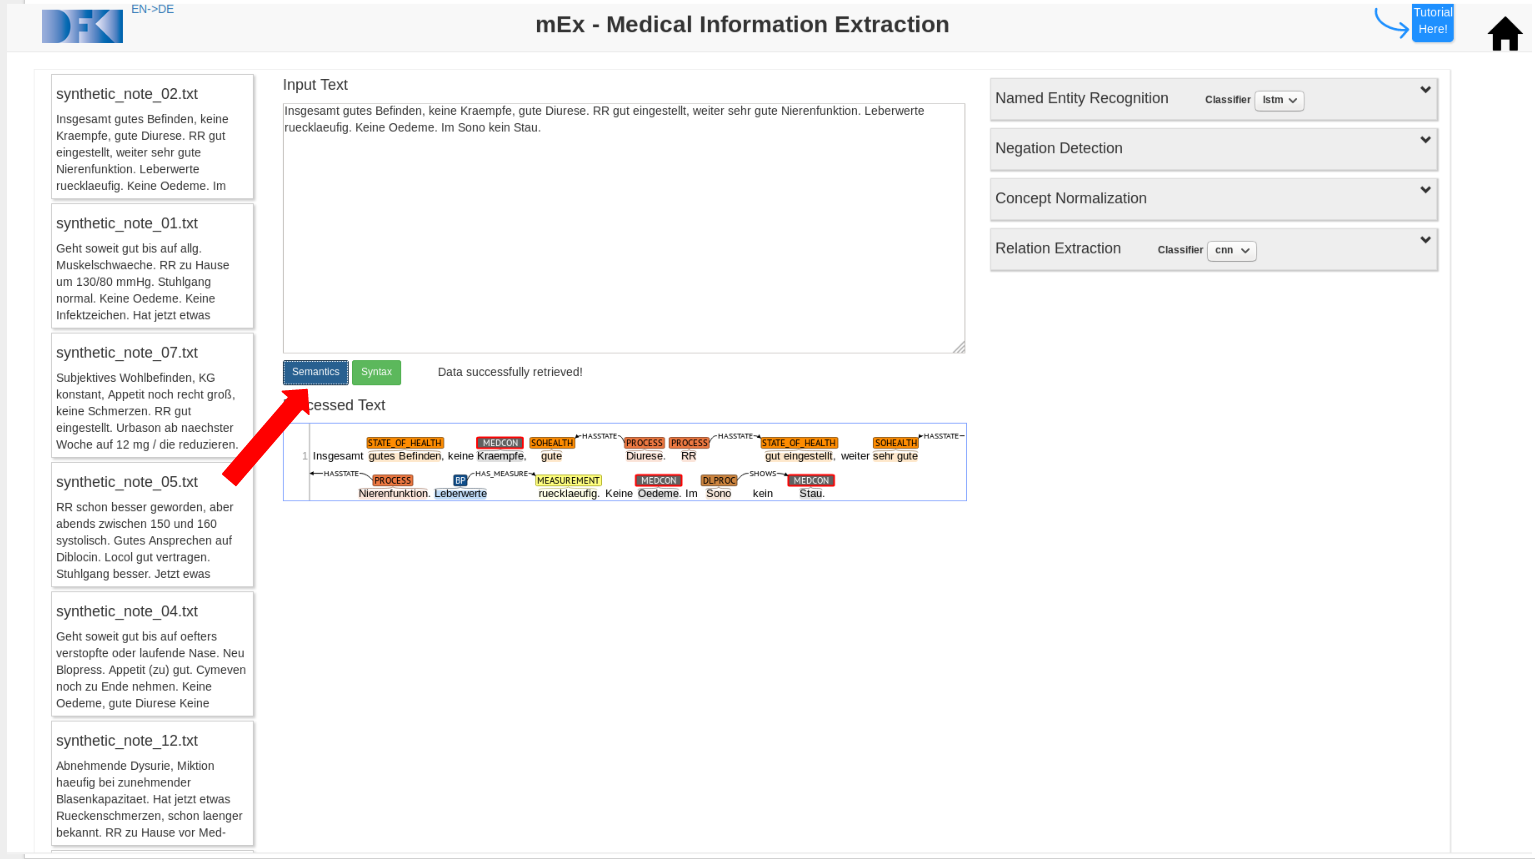 DFKI
EN->DE
mEx - Medical Information Extraction
Tutorial
Here!
synthetic_note_02.txt
Insgesamt gutes Befinden, keine
Kraempfe, gute Diurese. RR gut
eingestellt, weiter sehr gute
Nierenfunktion. Leberwerte
ruecklaeufig. Keine Oedeme. Im
synthetic_note_01.txt
Geht soweit gut bis auf allg.
Muskelschwaeche. RR zu Hause
um 130/80 mmHg. Stuhlgang
normal. Keine Oedeme. Keine
Infektzeichen. Hat jetzt etwas
synthetic_note_07.txt
Subjektives Wohlbefinden, KG
konstant, Appetit noch recht groß,
keine Schmerzen. RR gut
eingestellt. Urbason ab naechster
Woche auf 12 mg / die reduzieren.
synthetic_note_05.txt
RR schon besser geworden, aber
abends zwischen 150 und 160
systolisch. Gutes Ansprechen auf
Diblocin. Locol gut vertragen.
Stuhlgang besser. Jetzt ewas
synthetic_note_04.txt
Geht soweit gut bis auf oefters
verstopfte oder laufende Nase. Neu
Blopress. Appetit (zu) gut. Cymeven
noch zu Ende nehmen. Keine
Oedeme, gute Diurese Keine
synthetic_note_12.txt
Abnehmende Dysurie, Miktion
haeufig bei zunehmender
Blasenkapazitaet. Hat jetzt etwas
Rueckenschmerzen, schon laenger
bekannt. RR zu Hause vor Med-
Input Text
Insgesamt gutes Befinden, keine Kraempfe, gute Diurese. RR gut eingestellt, weiter sehr gute Nierenfunktion. Leberwerte
ruecklaeufig. Keine Oedeme. Im Sono kein Stau.
Semantics Syntax Data successfully retrieved!
cessed Text
STATE_OF_HEALTH MEDCON SOHEALTH HASSTATE PROCESS PROCESS HASSTATE STATE_OF_HEALTH SOHEALTH HASSTATE
1 Insgesamt gutes Befinden, keine Kraempfe, gute Diurese. RR gut eingestellt, weiter sehr gute
HASSTATE PROCESS BP HAS_MEASURE MEASUREMENT MEDCON DLPROC SHOWS MEDCON
Nierenfunktion. Leberwerte ruecklaeufig. Keine Oedeme. Im Sono kein Stau.
Named Entity Recognition Classifier lstm
Negation Detection
Concept Normalization
Relation Extraction Classifier cnn